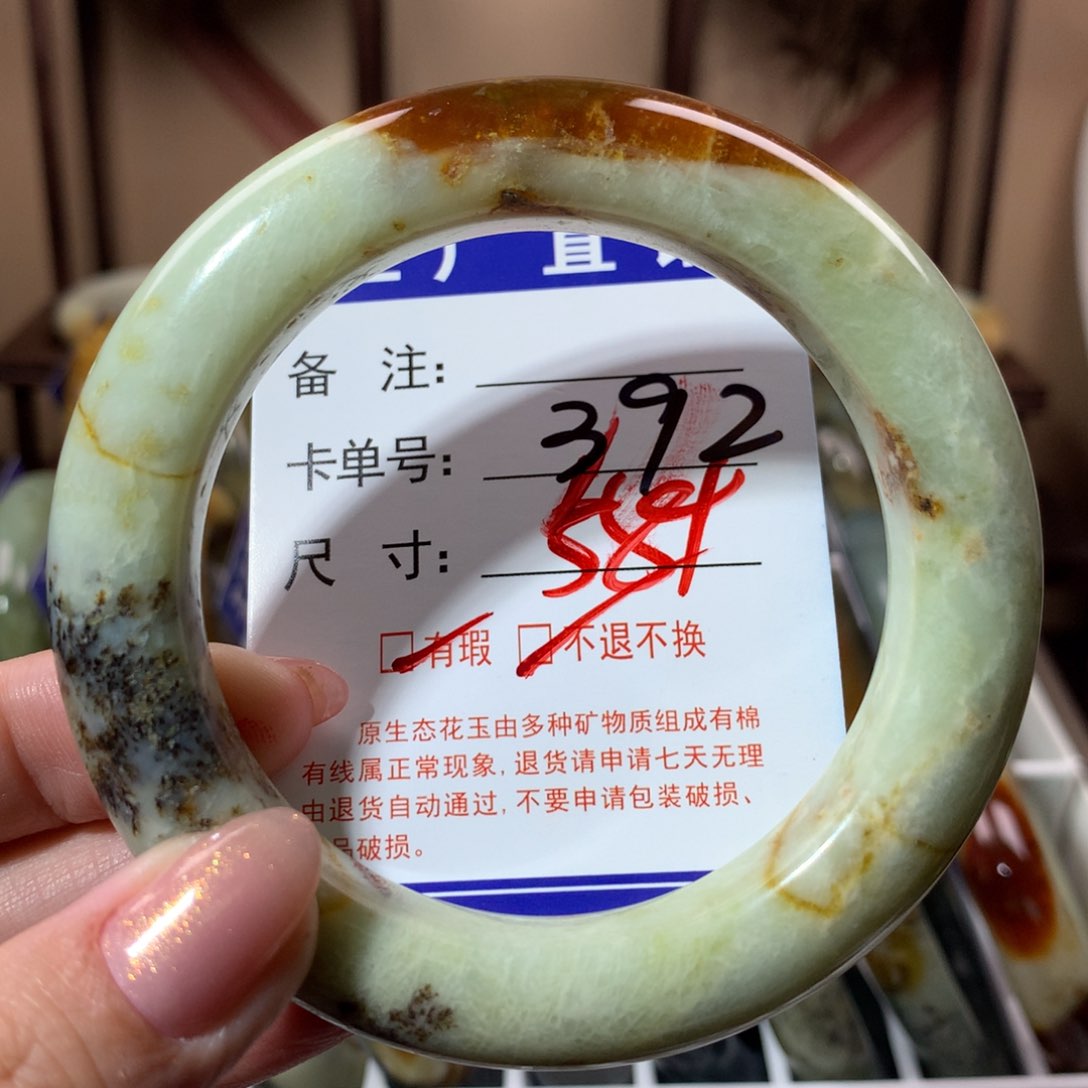 厂直
备 注:
卡单号: 392
尺 寸: 584
□有瑕 □不退不换
原生态花玉由多种矿物质组成有棉
有线属正常现象,退货请申请七天无理
由退货自动通过,不要申请包装破损、
品破损。